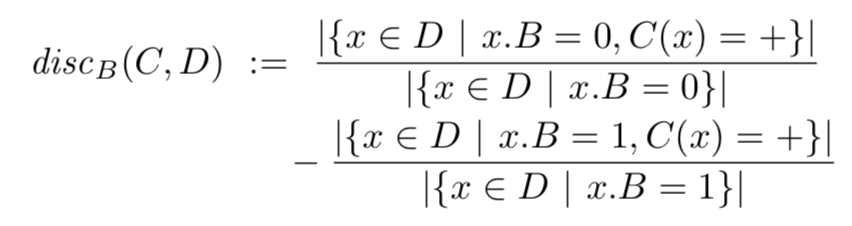 disc_B(C, D) := |{x ∈ D | x.B = 0, C(x) = +}|
|{x ∈ D | x.B = 0}|
− |{x ∈ D | x.B = 1, C(x) = +}|
|{x ∈ D | x.B = 1}|